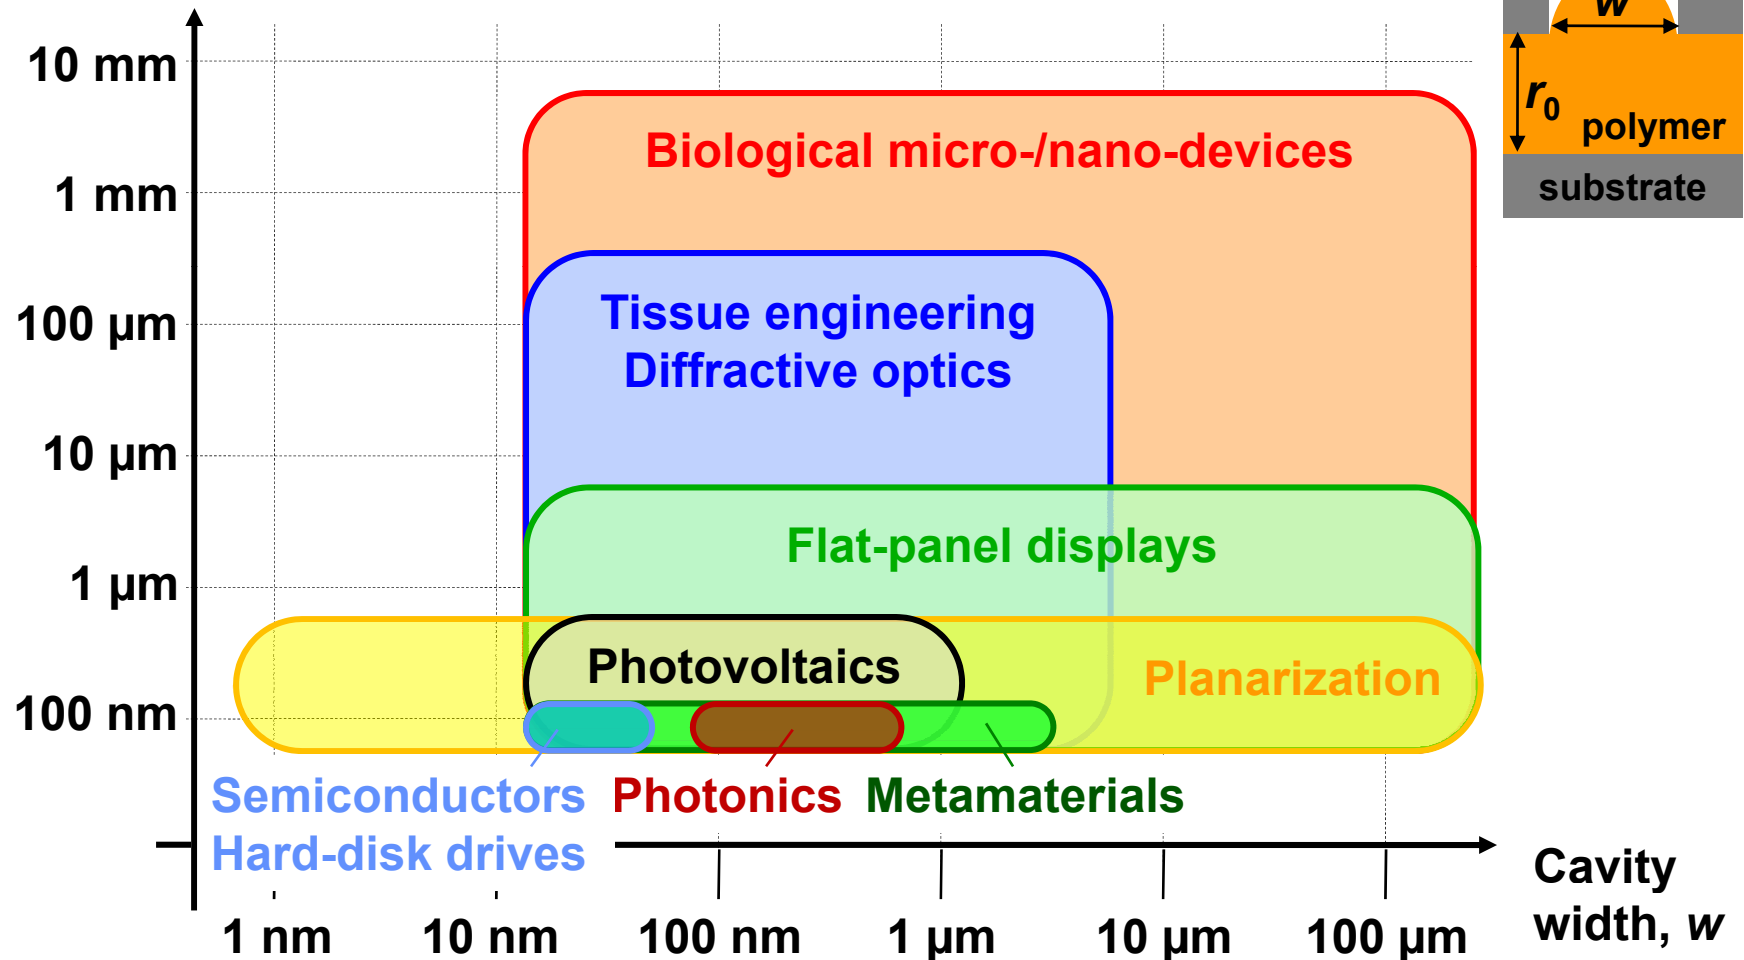 w
10 mm
r0
polymer
Biological micro-/nano-devices
1 mm
substrate
Tissue engineering
100 µm
Diffractive optics
10 µm
Flat-panel displays
1 µm
Photovoltaics
Planarization
100 nm
Semiconductors
Photonics
Metamaterials
Hard-disk drives
Cavity
width, w
1 nm
10 nm
100 nm
1 µm
10 µm
100 µm